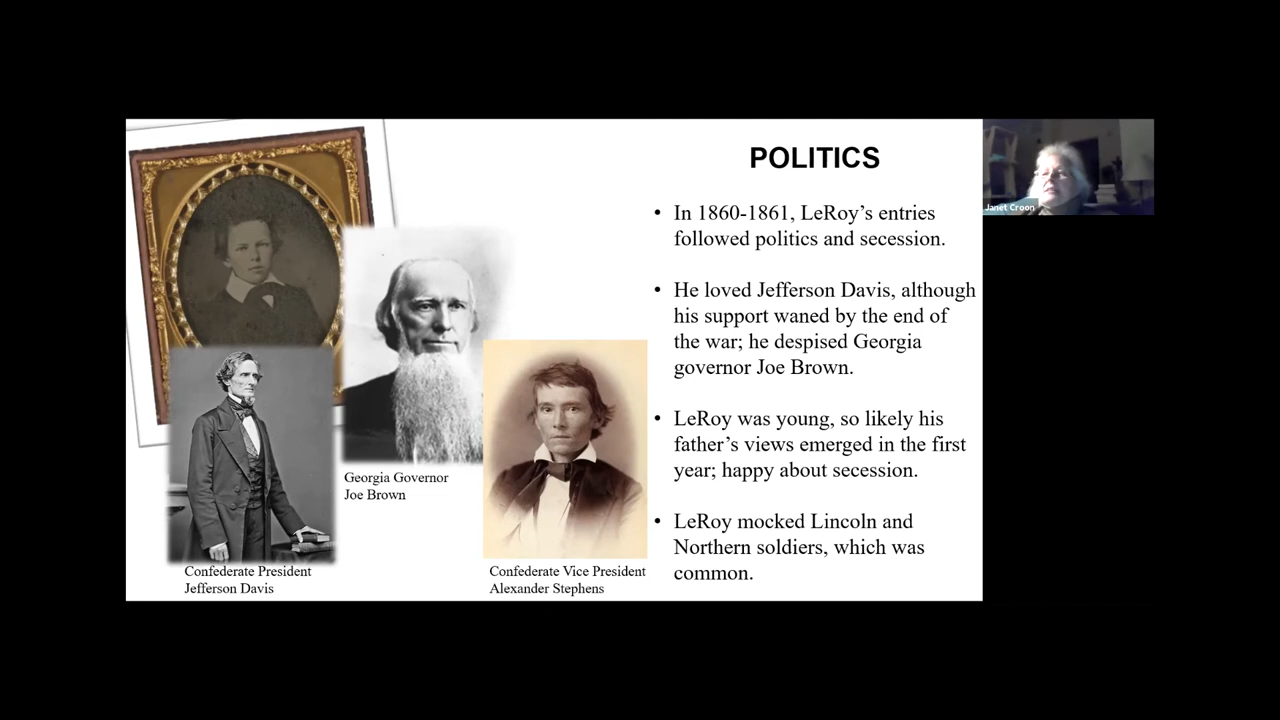 POLITICS
• In 1860-1861, LeRoy’s entries
followed politics and secession.
• He loved Jefferson Davis, although
his support waned by the end of
the war; he despised Georgia
governor Joe Brown.
• LeRoy was young, so likely his
father’s views emerged in the first
year; happy about secession.
• LeRoy mocked Lincoln and
Northern soldiers, which was
common.
Georgia Governor
Joe Brown
Confederate President
Jefferson Davis
Confederate Vice President
Alexander Stephens
Janet Croon